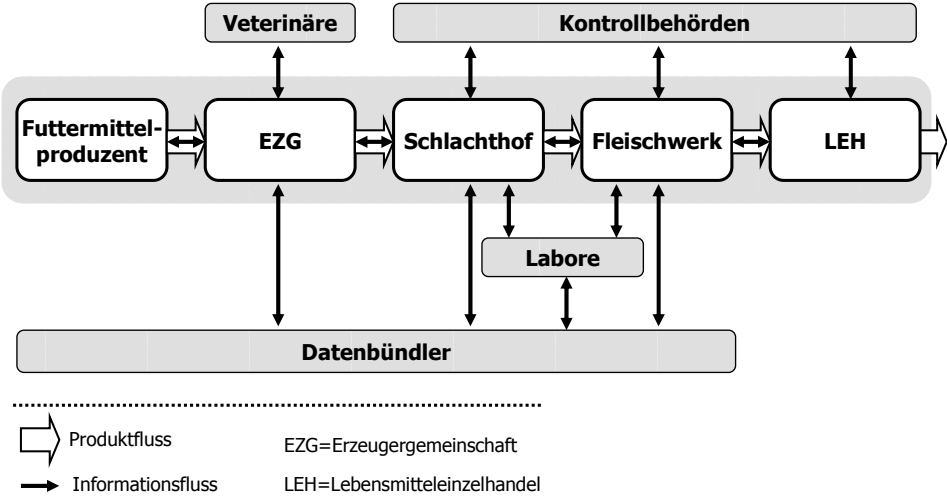 Veterinäre
Kontrollbehörden
Futtermittel-
produzent
EZG
Schlachthof
Fleischwerk
LEH
Labore
Datenbündler
Produktfluss
EZG=Erzeugergemeinschaft
Informationsfluss
LEH=Lebensmitteleinzelhandel